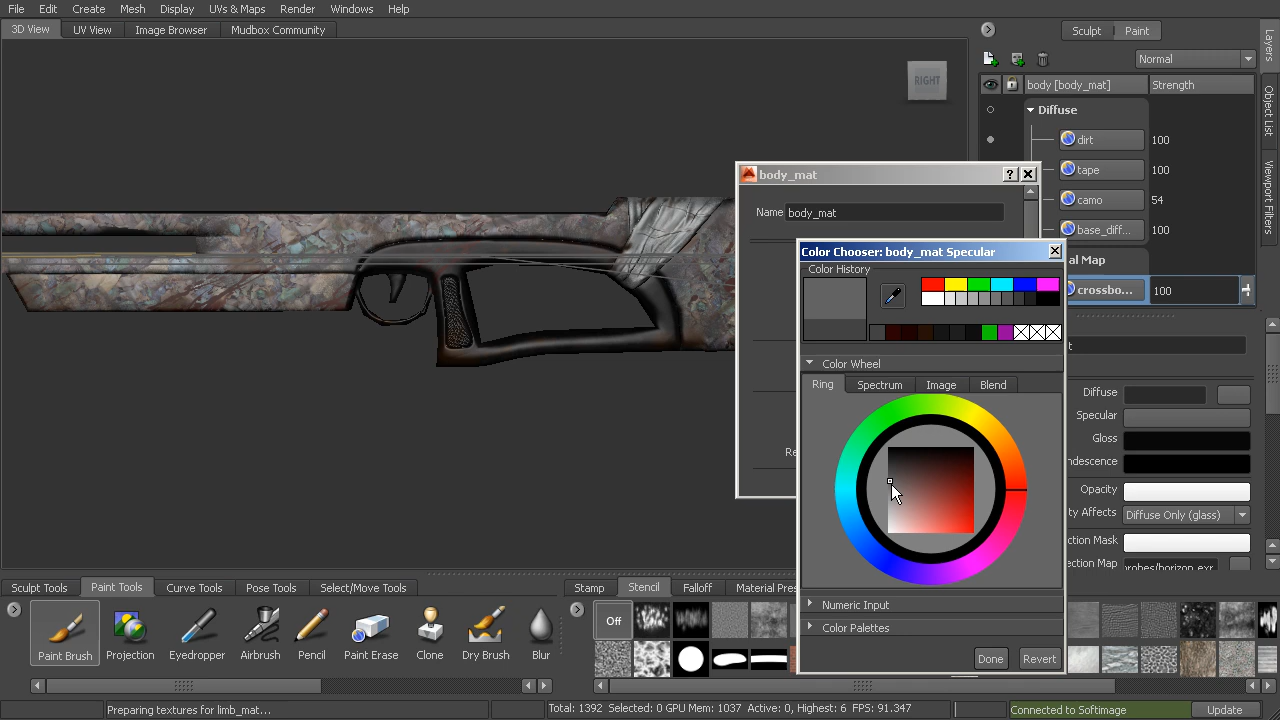 File Edit Create Mesh Display UVs & Maps Render Windows Help
3D View UV View Image Browser Mudbox Community
Sculpt Paint
Normal
body [body_mat] Strength
Diffuse
dirt 100
tape 100
camo 54
base_diff... 100
al Map
crossbo... 100
Layers
Object List
Viewport Filters
RIGHT
body_mat
Name body_mat
Re
Color Chooser: body_mat Specular
Color History
Color Wheel
Ring Spectrum Image Blend
Numeric Input
Color Palettes
Done Revert
t
Diffuse
Specular
Gloss
ndescence
Opacity
ty Affects Diffuse Only (glass)
ction Mask
ction Map robes/horizon.exr
Sculpt Tools Paint Tools Curve Tools Pose Tools Select/Move Tools
Paint Brush Projection Eyedropper Airbrush Pencil Paint Erase Clone Dry Brush Blur
Stamp Stencil Falloff Material Pres
Off
Preparing textures for limb_mat...
Total: 1392 Selected: 0 GPU Mem: 1037 Active: 0, Highest: 6 FPS: 91.347
Connected to Softimage
Update